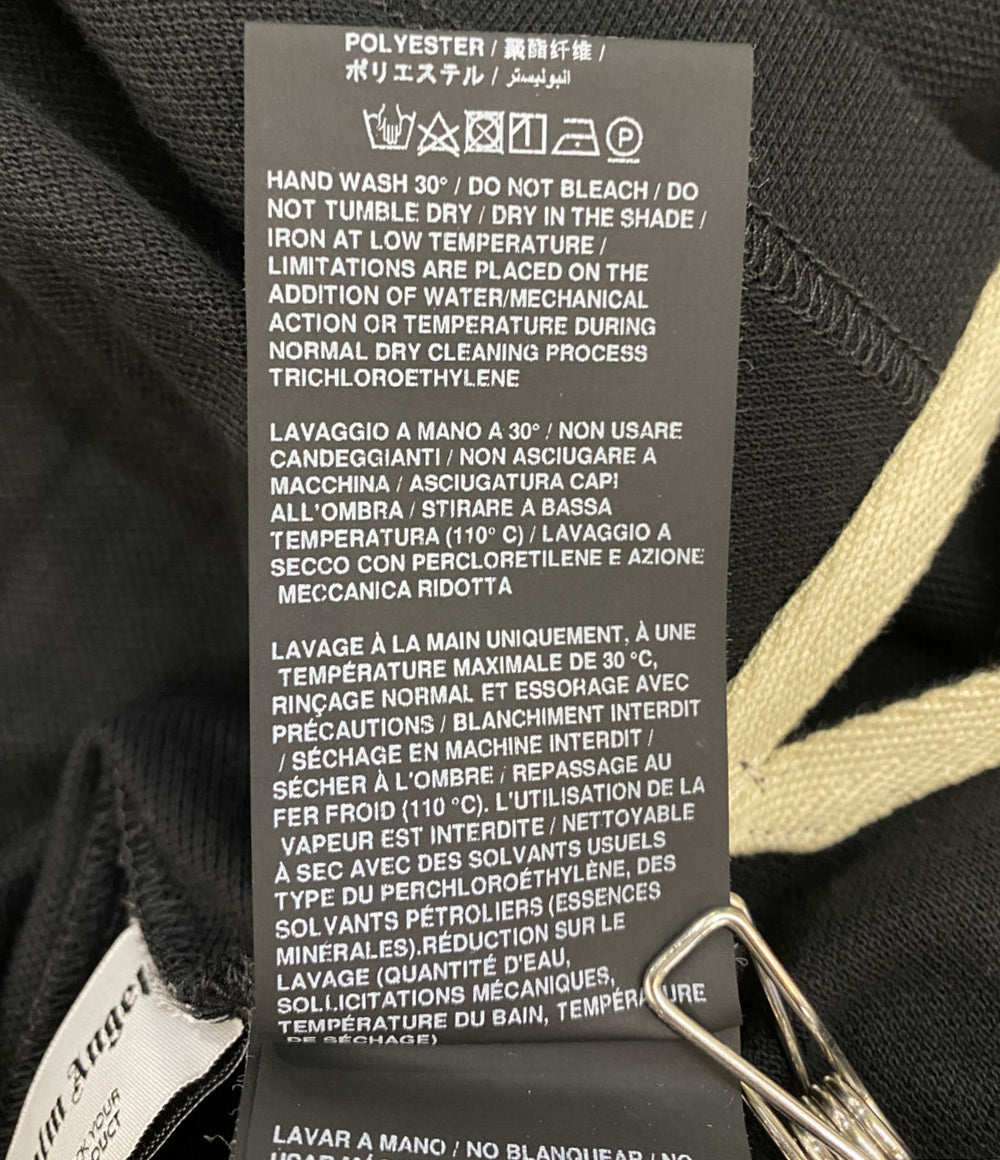 POLYESTER / 聚酯纤维 /
ポリエステル / البوليستر
P
HAND WASH 30° / DO NOT BLEACH / DO
NOT TUMBLE DRY / DRY IN THE SHADE /
IRON AT LOW TEMPERATURE /
LIMITATIONS ARE PLACED ON THE
ADDITION OF WATER/MECHANICAL
ACTION OR TEMPERATURE DURING
NORMAL DRY CLEANING PROCESS
TRICHLOROETHYLENE
LAVAGGIO A MANO A 30° / NON USARE
CANDEGGIANTI / NON ASCIUGARE A
MACCHINA / ASCIUGATURA CAPI
ALL'OMBRA / STIRARE A BASSA
TEMPERATURA (110° C) / LAVAGGIO A
SECCO CON PERCLORETILENE E AZIONE
MECCANICA RIDOTTA
LAVAGE À LA MAIN UNIQUEMENT, À UNE
TEMPÉRATURE MAXIMALE DE 30 °C,
RINÇAGE NORMAL ET ESSORAGE AVEC
PRÉCAUTIONS / BLANCHIMENT INTERDIT
/ SÉCHAGE EN MACHINE INTERDIT /
SÉCHER À L'OMBRE / REPASSAGE AU
FER FROID (110 °C). L'UTILISATION DE LA
VAPEUR EST INTERDITE / NETTOYABLE
À SEC AVEC DES SOLVANTS USUELS
TYPE DU PERCHLOROÉTHYLÈNE, DES
SOLVANTS PÉTROLIERS (ESSENCES
MINÉRALES).RÉDUCTION SUR LE
LAVAGE (QUANTITÉ D'EAU,
SOLLICITATIONS MÉCANIQUES,
TEMPÉRATURE DU BAIN, TEMPÉRATURE
DE SÉCHAGE)
LAVAR A MANO / NO BLANQUEAR / NO